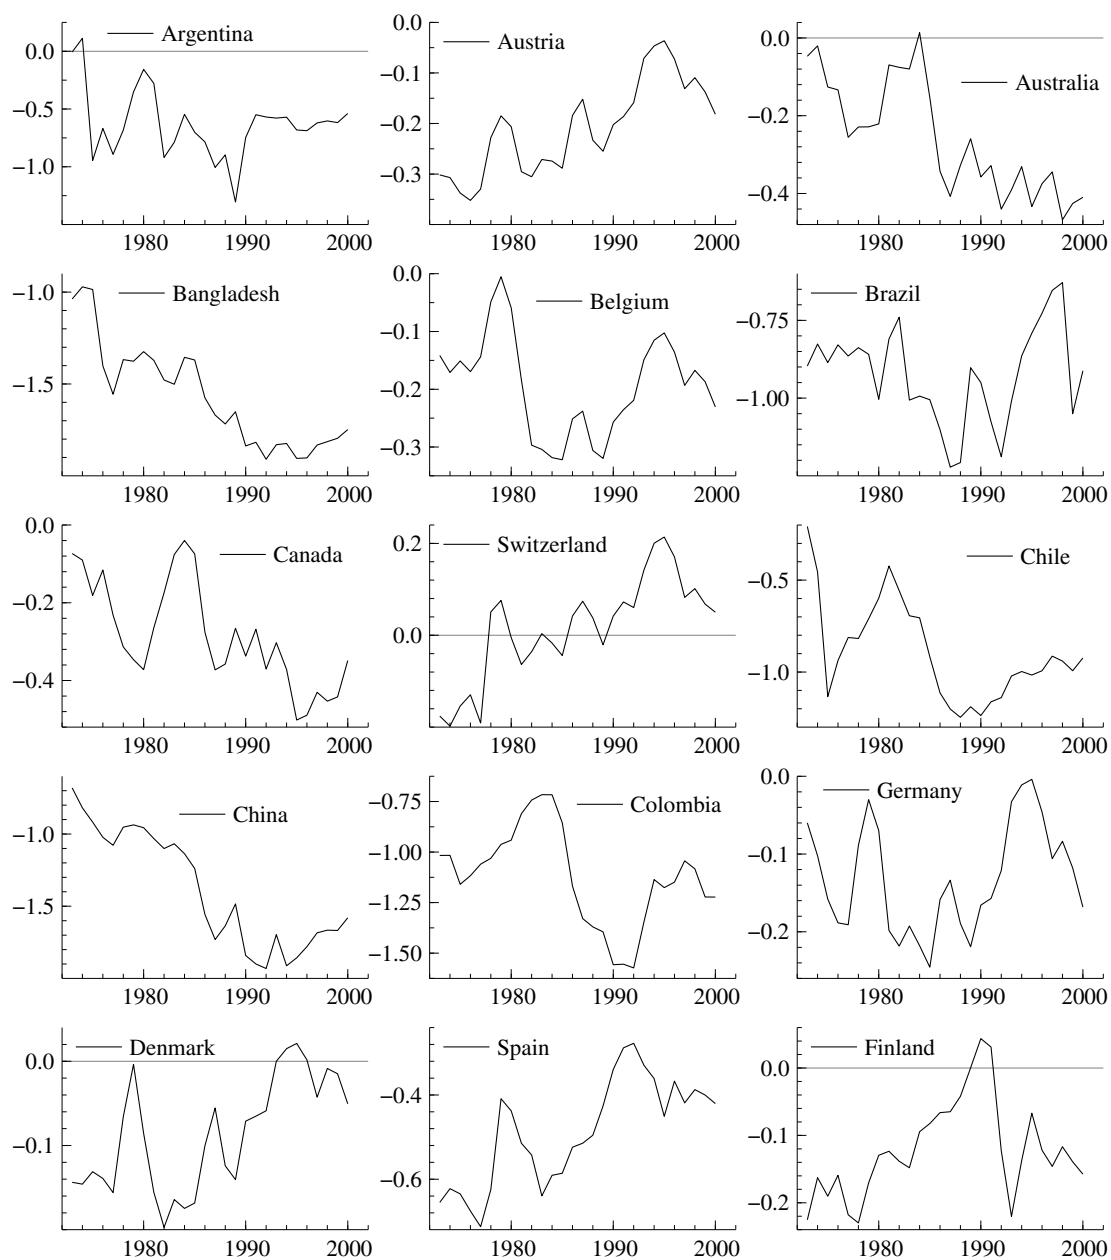 Argentina
0.0
−0.5
−1.0
1980 1990 2000
Austria
0.0
−0.1
−0.2
−0.3
1980 1990 2000
Australia
0.0
−0.2
−0.4
1980 1990 2000
Bangladesh
−1.0
−1.5
1980 1990 2000
Belgium
0.0
−0.1
−0.2
−0.3
1980 1990 2000
Brazil
−0.75
−1.00
1980 1990 2000
Canada
0.0
−0.2
−0.4
1980 1990 2000
Switzerland
0.2
0.0
1980 1990 2000
Chile
−0.5
−1.0
1980 1990 2000
China
−1.0
−1.5
1980 1990 2000
Colombia
−0.75
−1.00
−1.25
−1.50
1980 1990 2000
Germany
0.0
−0.1
−0.2
1980 1990 2000
Denmark
0.0
−0.1
1980 1990 2000
Spain
−0.4
−0.6
1980 1990 2000
Finland
0.0
−0.1
−0.2
1980 1990 2000